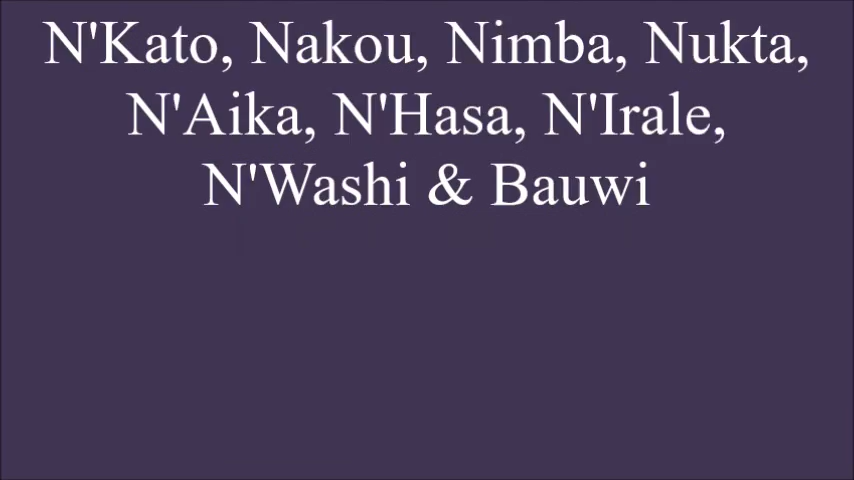 N'Kato, Nakou, Nimba, Nukta,
N'Aika, N'Hasa, N'Irale,
N'Washi & Bauwi